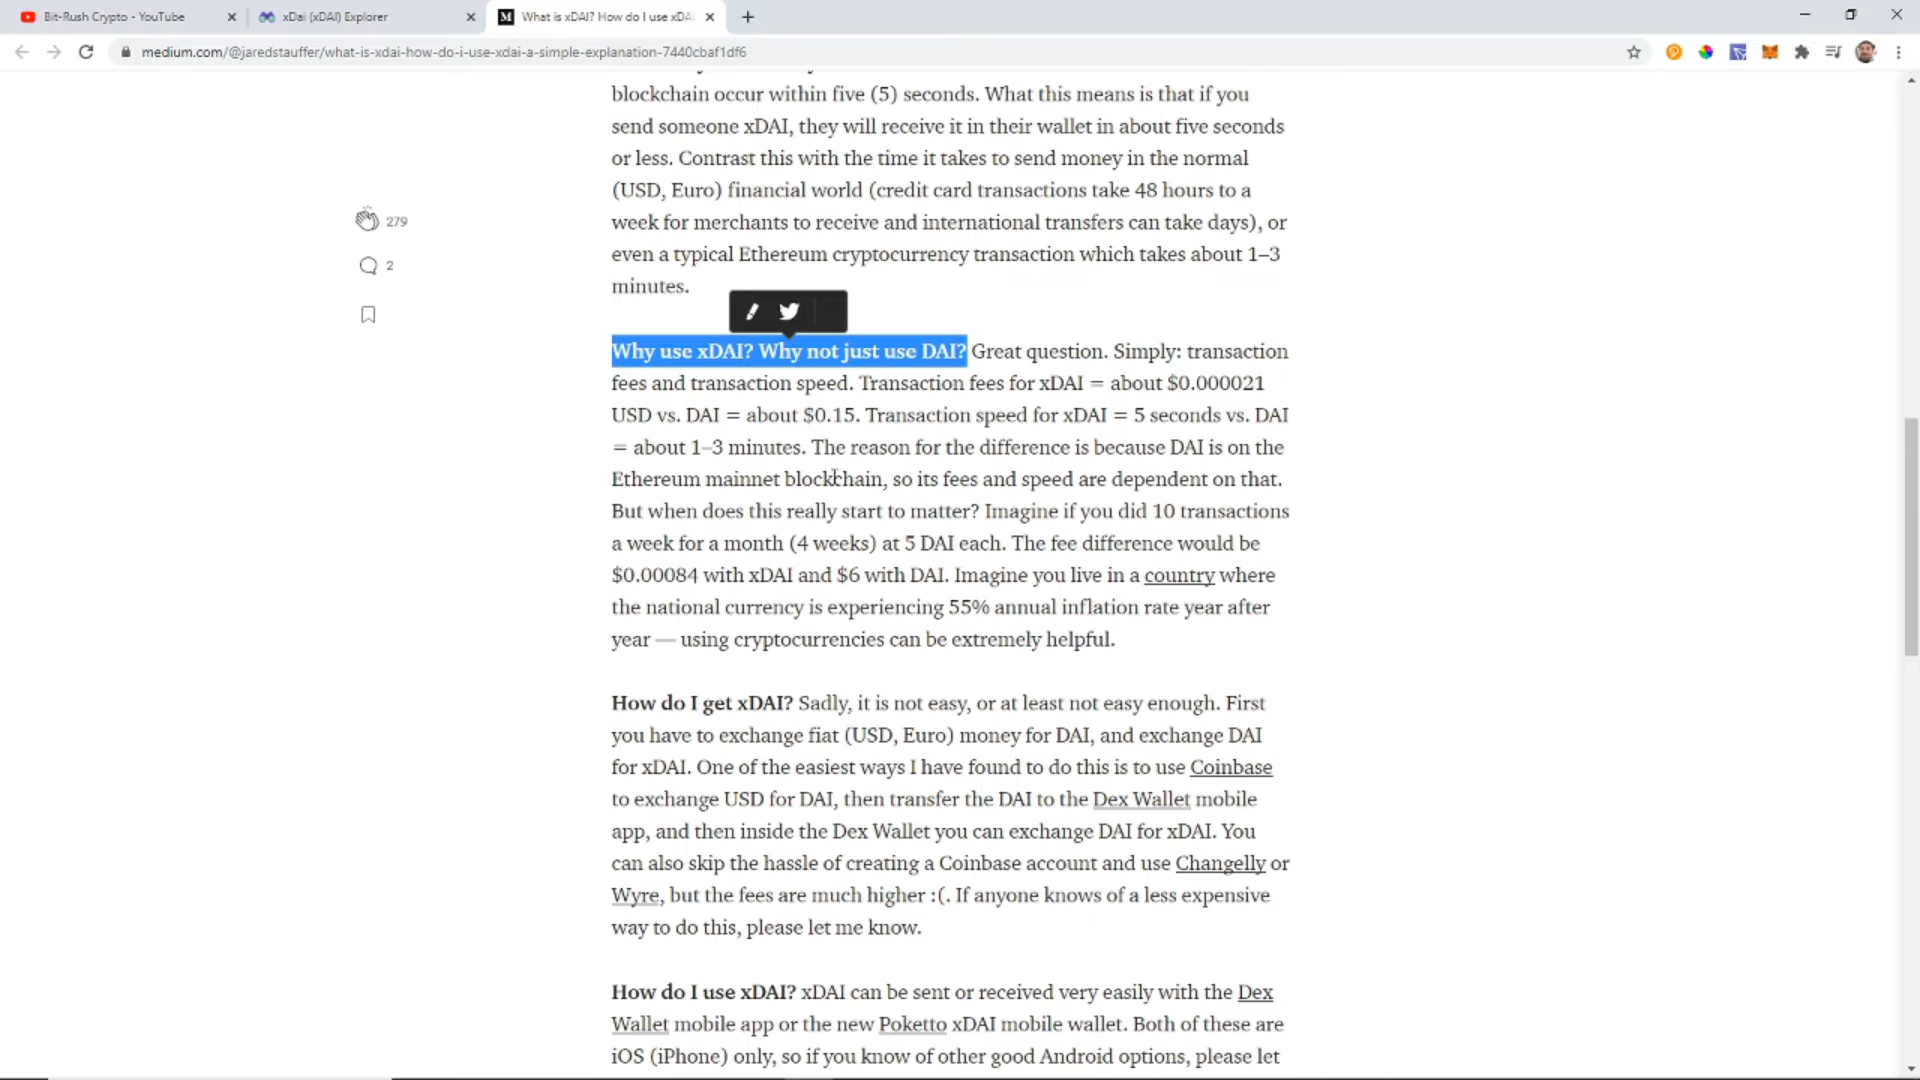 Bit-Rush Crypto - YouTube
xDai (xDAI) Explorer
What is xDAI? How do I use xDA
medium.com/@jaredstauffer/what-is-xdai-how-do-i-use-xdai-a-simple-explanation-7440cbaf1df6
blockchain occur within five (5) seconds. What this means is that if you
send someone xDAI, they will receive it in their wallet in about five seconds
or less. Contrast this with the time it takes to send money in the normal
(USD, Euro) financial world (credit card transactions take 48 hours to a
week for merchants to receive and international transfers can take days), or
even a typical Ethereum cryptocurrency transaction which takes about 1–3
minutes.
279
2
Why use xDAI? Why not just use DAI? Great question. Simply: transaction
fees and transaction speed. Transaction fees for xDAI = about $0.000021
USD vs. DAI = about $0.15. Transaction speed for xDAI = 5 seconds vs. DAI
= about 1–3 minutes. The reason for the difference is because DAI is on the
Ethereum mainnet blockchain, so its fees and speed are dependent on that.
But when does this really start to matter? Imagine if you did 10 transactions
a week for a month (4 weeks) at 5 DAI each. The fee difference would be
$0.00084 with xDAI and $6 with DAI. Imagine you live in a country where
the national currency is experiencing 55% annual inflation rate year after
year — using cryptocurrencies can be extremely helpful.
How do I get xDAI? Sadly, it is not easy, or at least not easy enough. First
you have to exchange fiat (USD, Euro) money for DAI, and exchange DAI
for xDAI. One of the easiest ways I have found to do this is to use Coinbase
to exchange USD for DAI, then transfer the DAI to the Dex Wallet mobile
app, and then inside the Dex Wallet you can exchange DAI for xDAI. You
can also skip the hassle of creating a Coinbase account and use Changelly or
Wyre, but the fees are much higher :(. If anyone knows of a less expensive
way to do this, please let me know.
How do I use xDAI? xDAI can be sent or received very easily with the Dex
Wallet mobile app or the new Poketto xDAI mobile wallet. Both of these are
iOS (iPhone) only, so if you know of other good Android options, please let